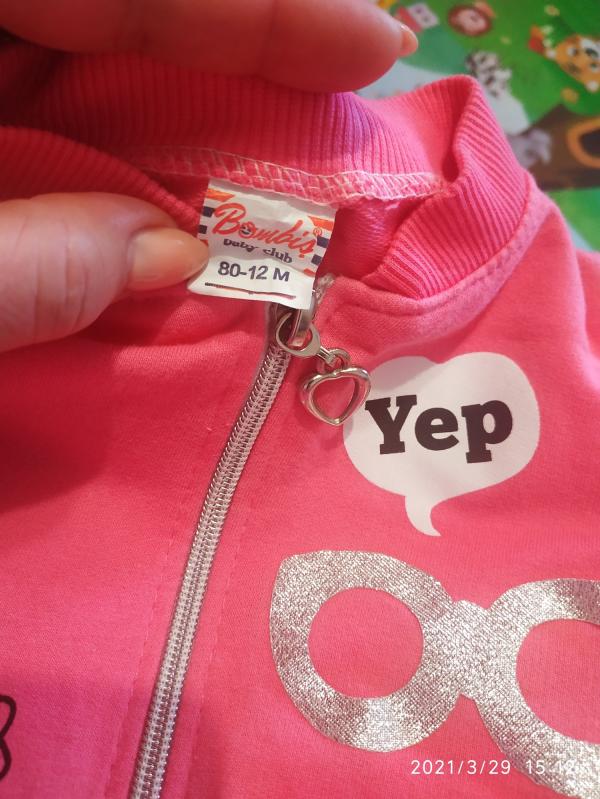 Bombiş®
baby club
80-12 M
Yep
2021/3/29 15:12